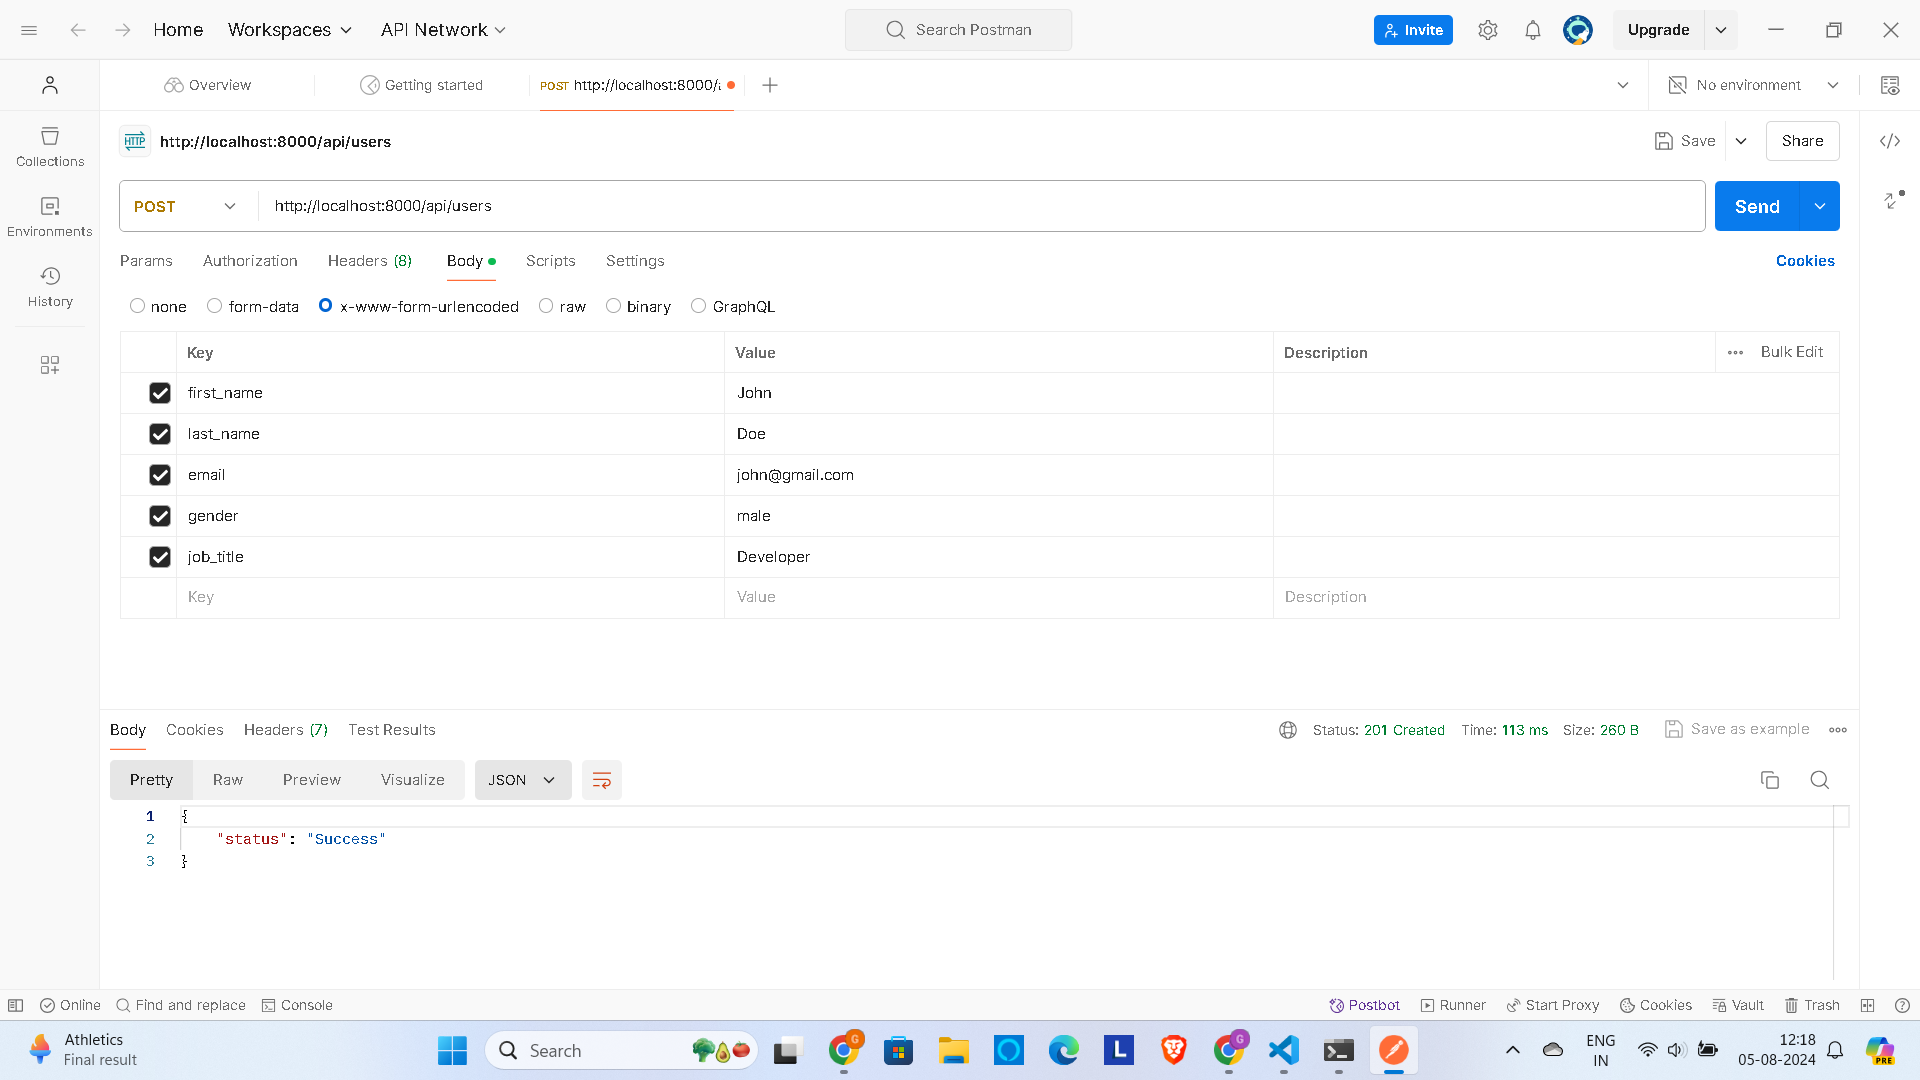 Home Workspaces API Network Search Postman Invite Upgrade
Overview Getting started POST http://localhost:8000/a No environment
HTTP http://localhost:8000/api/users Save Share
Collections
Environments
History
POST http://localhost:8000/api/users Send
Params Authorization Headers (8) Body Scripts Settings Cookies
none form-data x-www-form-urlencoded raw binary GraphQL
Key Value Description Bulk Edit
first_name John
last_name Doe
email john@gmail.com
gender male
job_title Developer
Key Value Description
Body Cookies Headers (7) Test Results Status: 201 Created Time: 113 ms Size: 260 B Save as example
Pretty Raw Preview Visualize JSON
1 {
2 "status": "Success"
3 }
Online Find and replace Console Postbot Runner Start Proxy Cookies Vault Trash
Athletics
Final result
Search
G
L
G
ENG
IN
12:18
05-08-2024
PRE